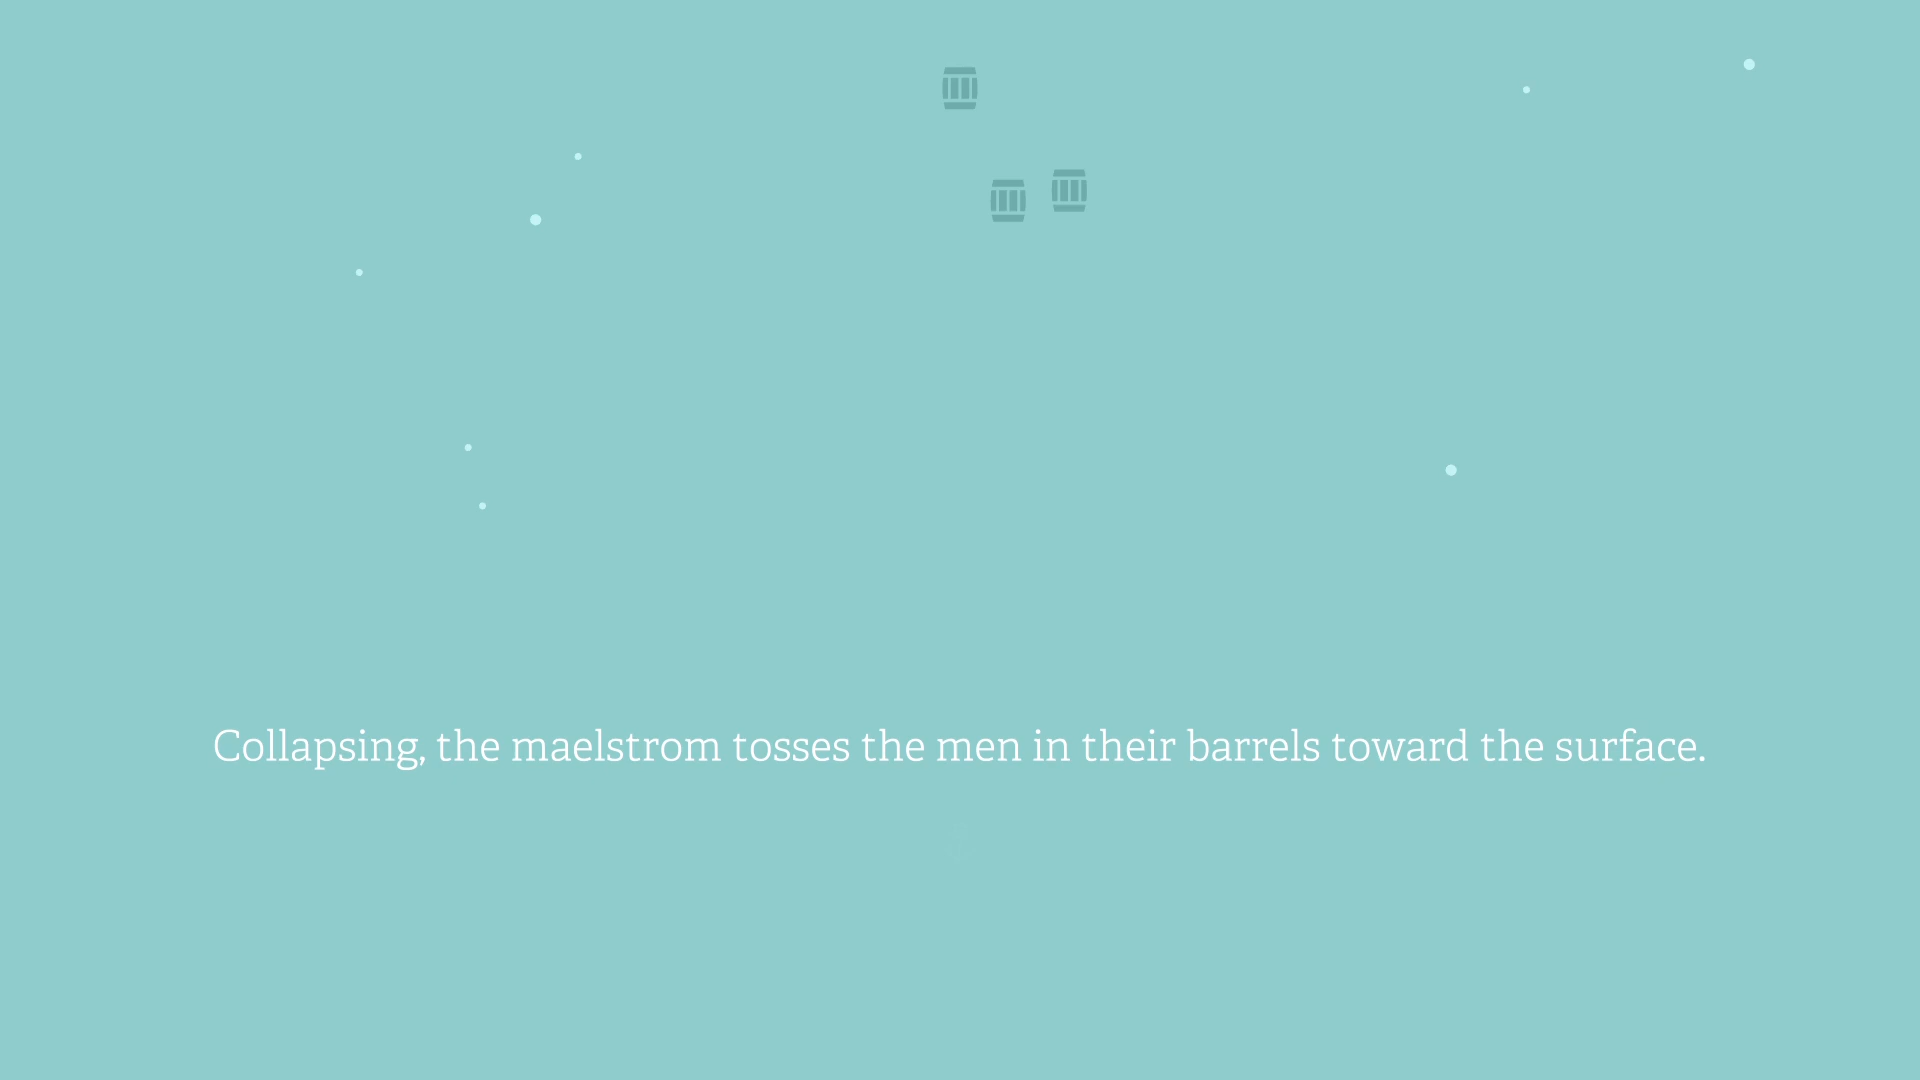 Collapsing, the maelstrom tosses the men in their barrels toward the surface.